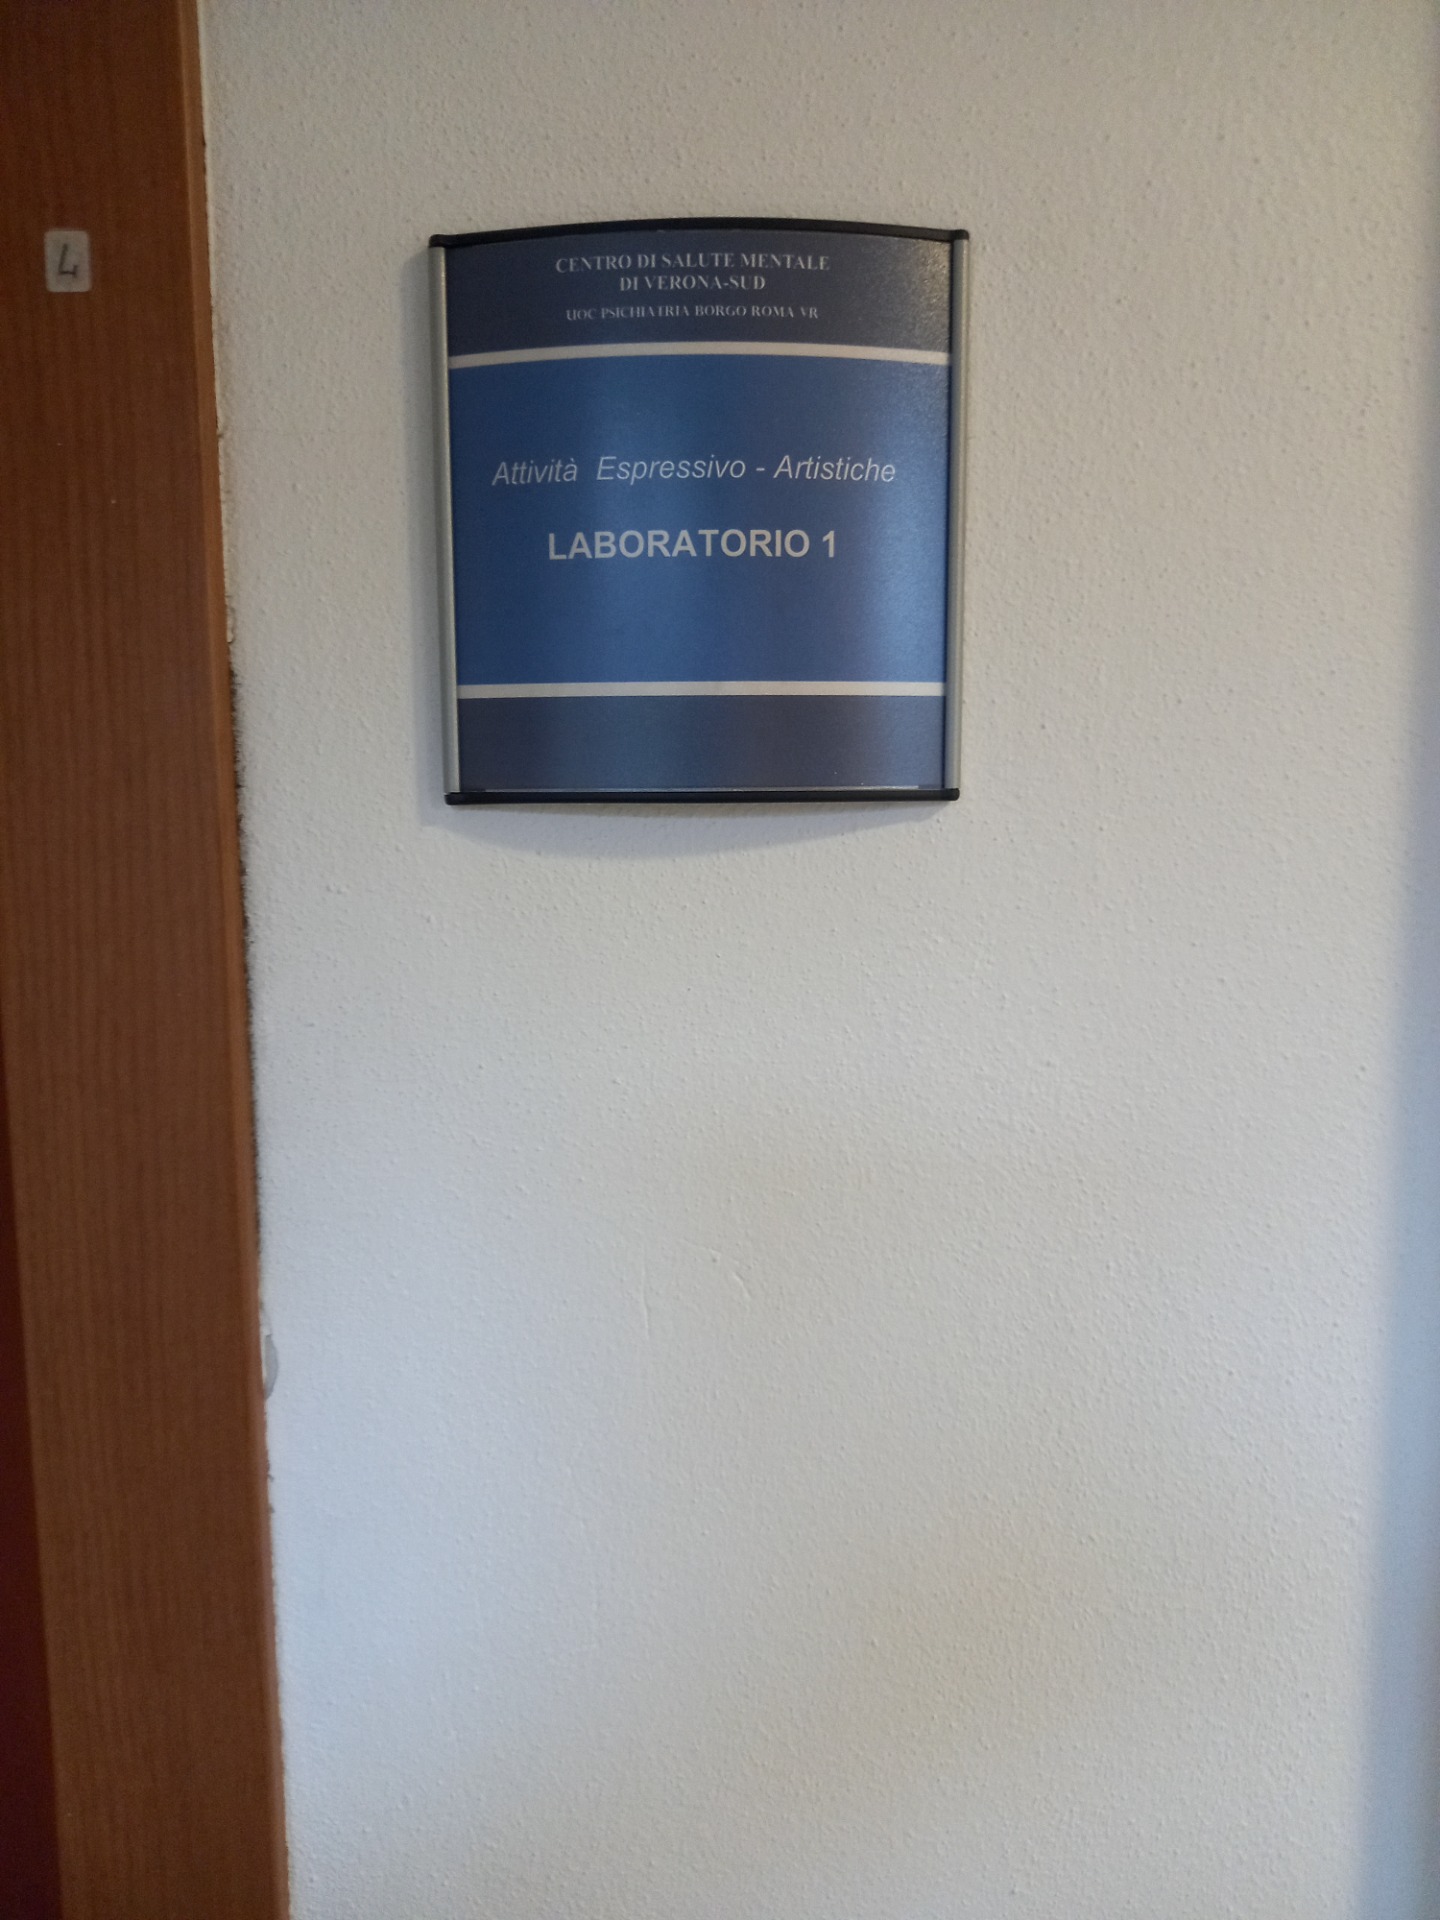 4
CENTRO DI SALUTE MENTALE
DI VERONA-SUD
UOC PSICHIATRIA BORGO ROMA VR
Attività Espressivo - Artistiche
LABORATORIO 1